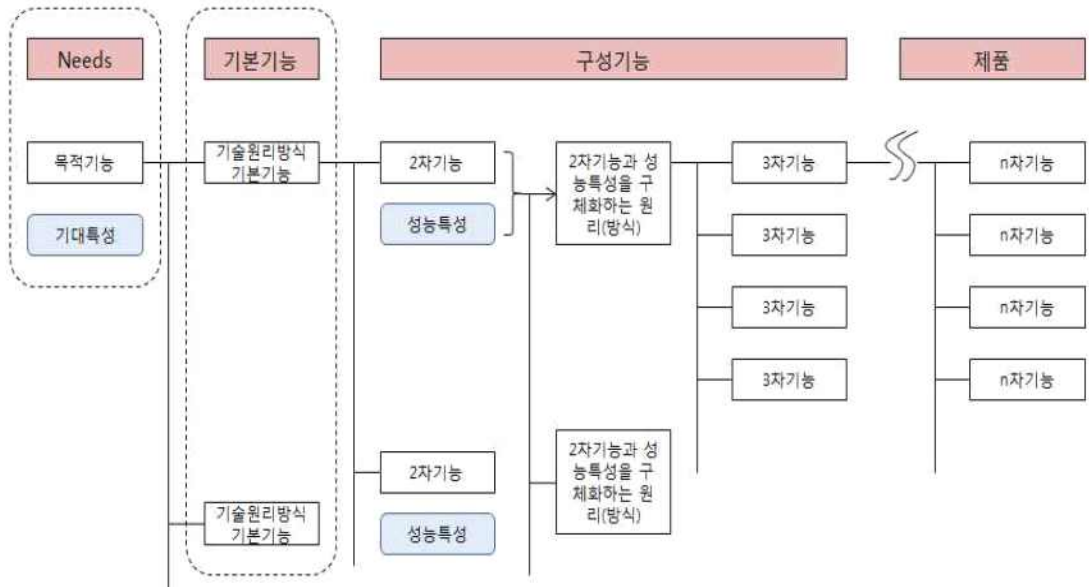 Needs
기본기능
구성기능
제품
목적기능
기대특성
기술원리방식
기본기능
2차기능
성능특성
2차기능과 성
능특성을 구
체화하는 원
리(방식)
3차기능
3차기능
3차기능
3차기능
n차기능
n차기능
n차기능
n차기능
기술원리방식
기본기능
2차기능
성능특성
2차기능과 성
능특성을 구
체화하는 원
리(방식)